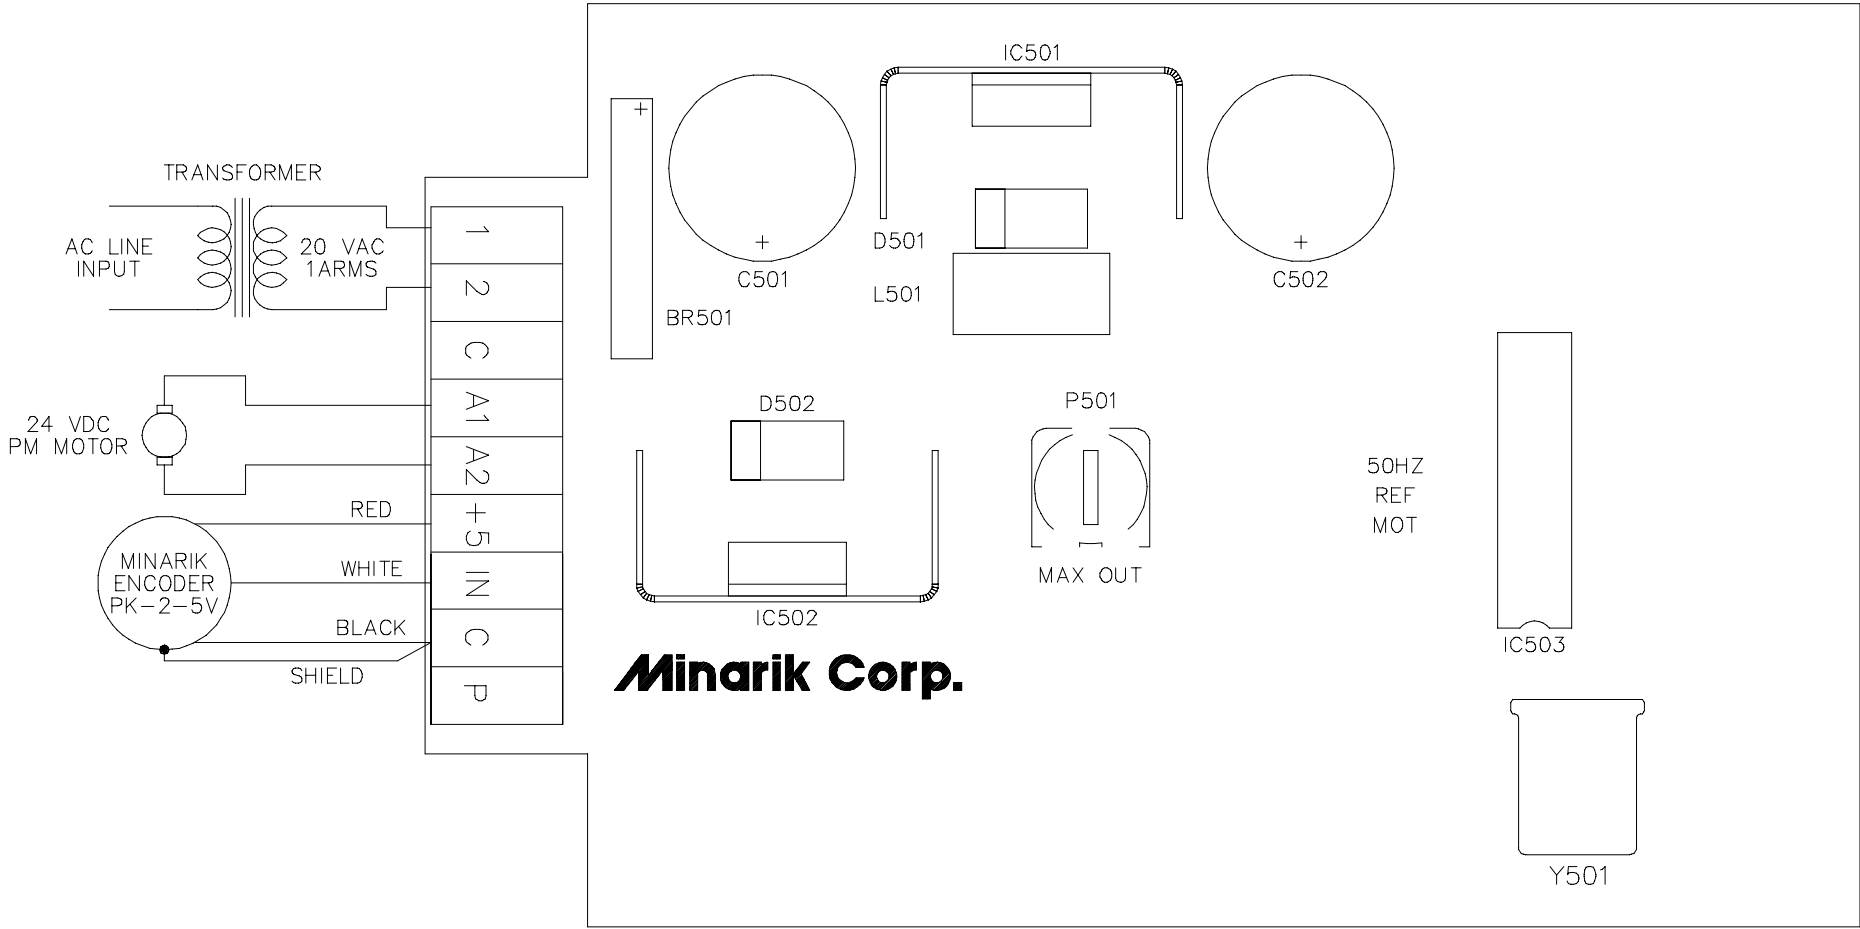 TRANSFORMER
AC LINE
INPUT
20 VAC
1ARMS
24 VDC
PM MOTOR
RED
WHITE
BLACK
SHIELD
MINARIK
ENCODER
PK-2-5V
1
2
C
A1
A2
+5
IN
C
P
IC501
+
C501
+
BR501
D501
L501
+
C502
D502
IC502
P501
MAX OUT
50HZ
REF
MOT
IC503
Y501
Minarik Corp.